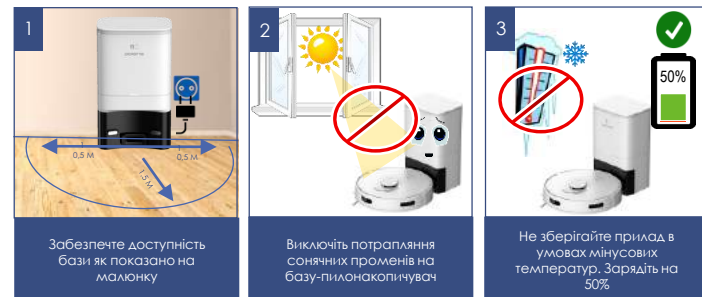 1
0,5 М
0,5 М
1,5 М
Забезпечте доступність
бази як показано на
малюнку
2
Виключіть потрапляння
сонячних променів на
базу-пилонакопичувач
3
50%
Не зберігайте прилад в
умовах мінусових
температур. Зарядіть на
50%